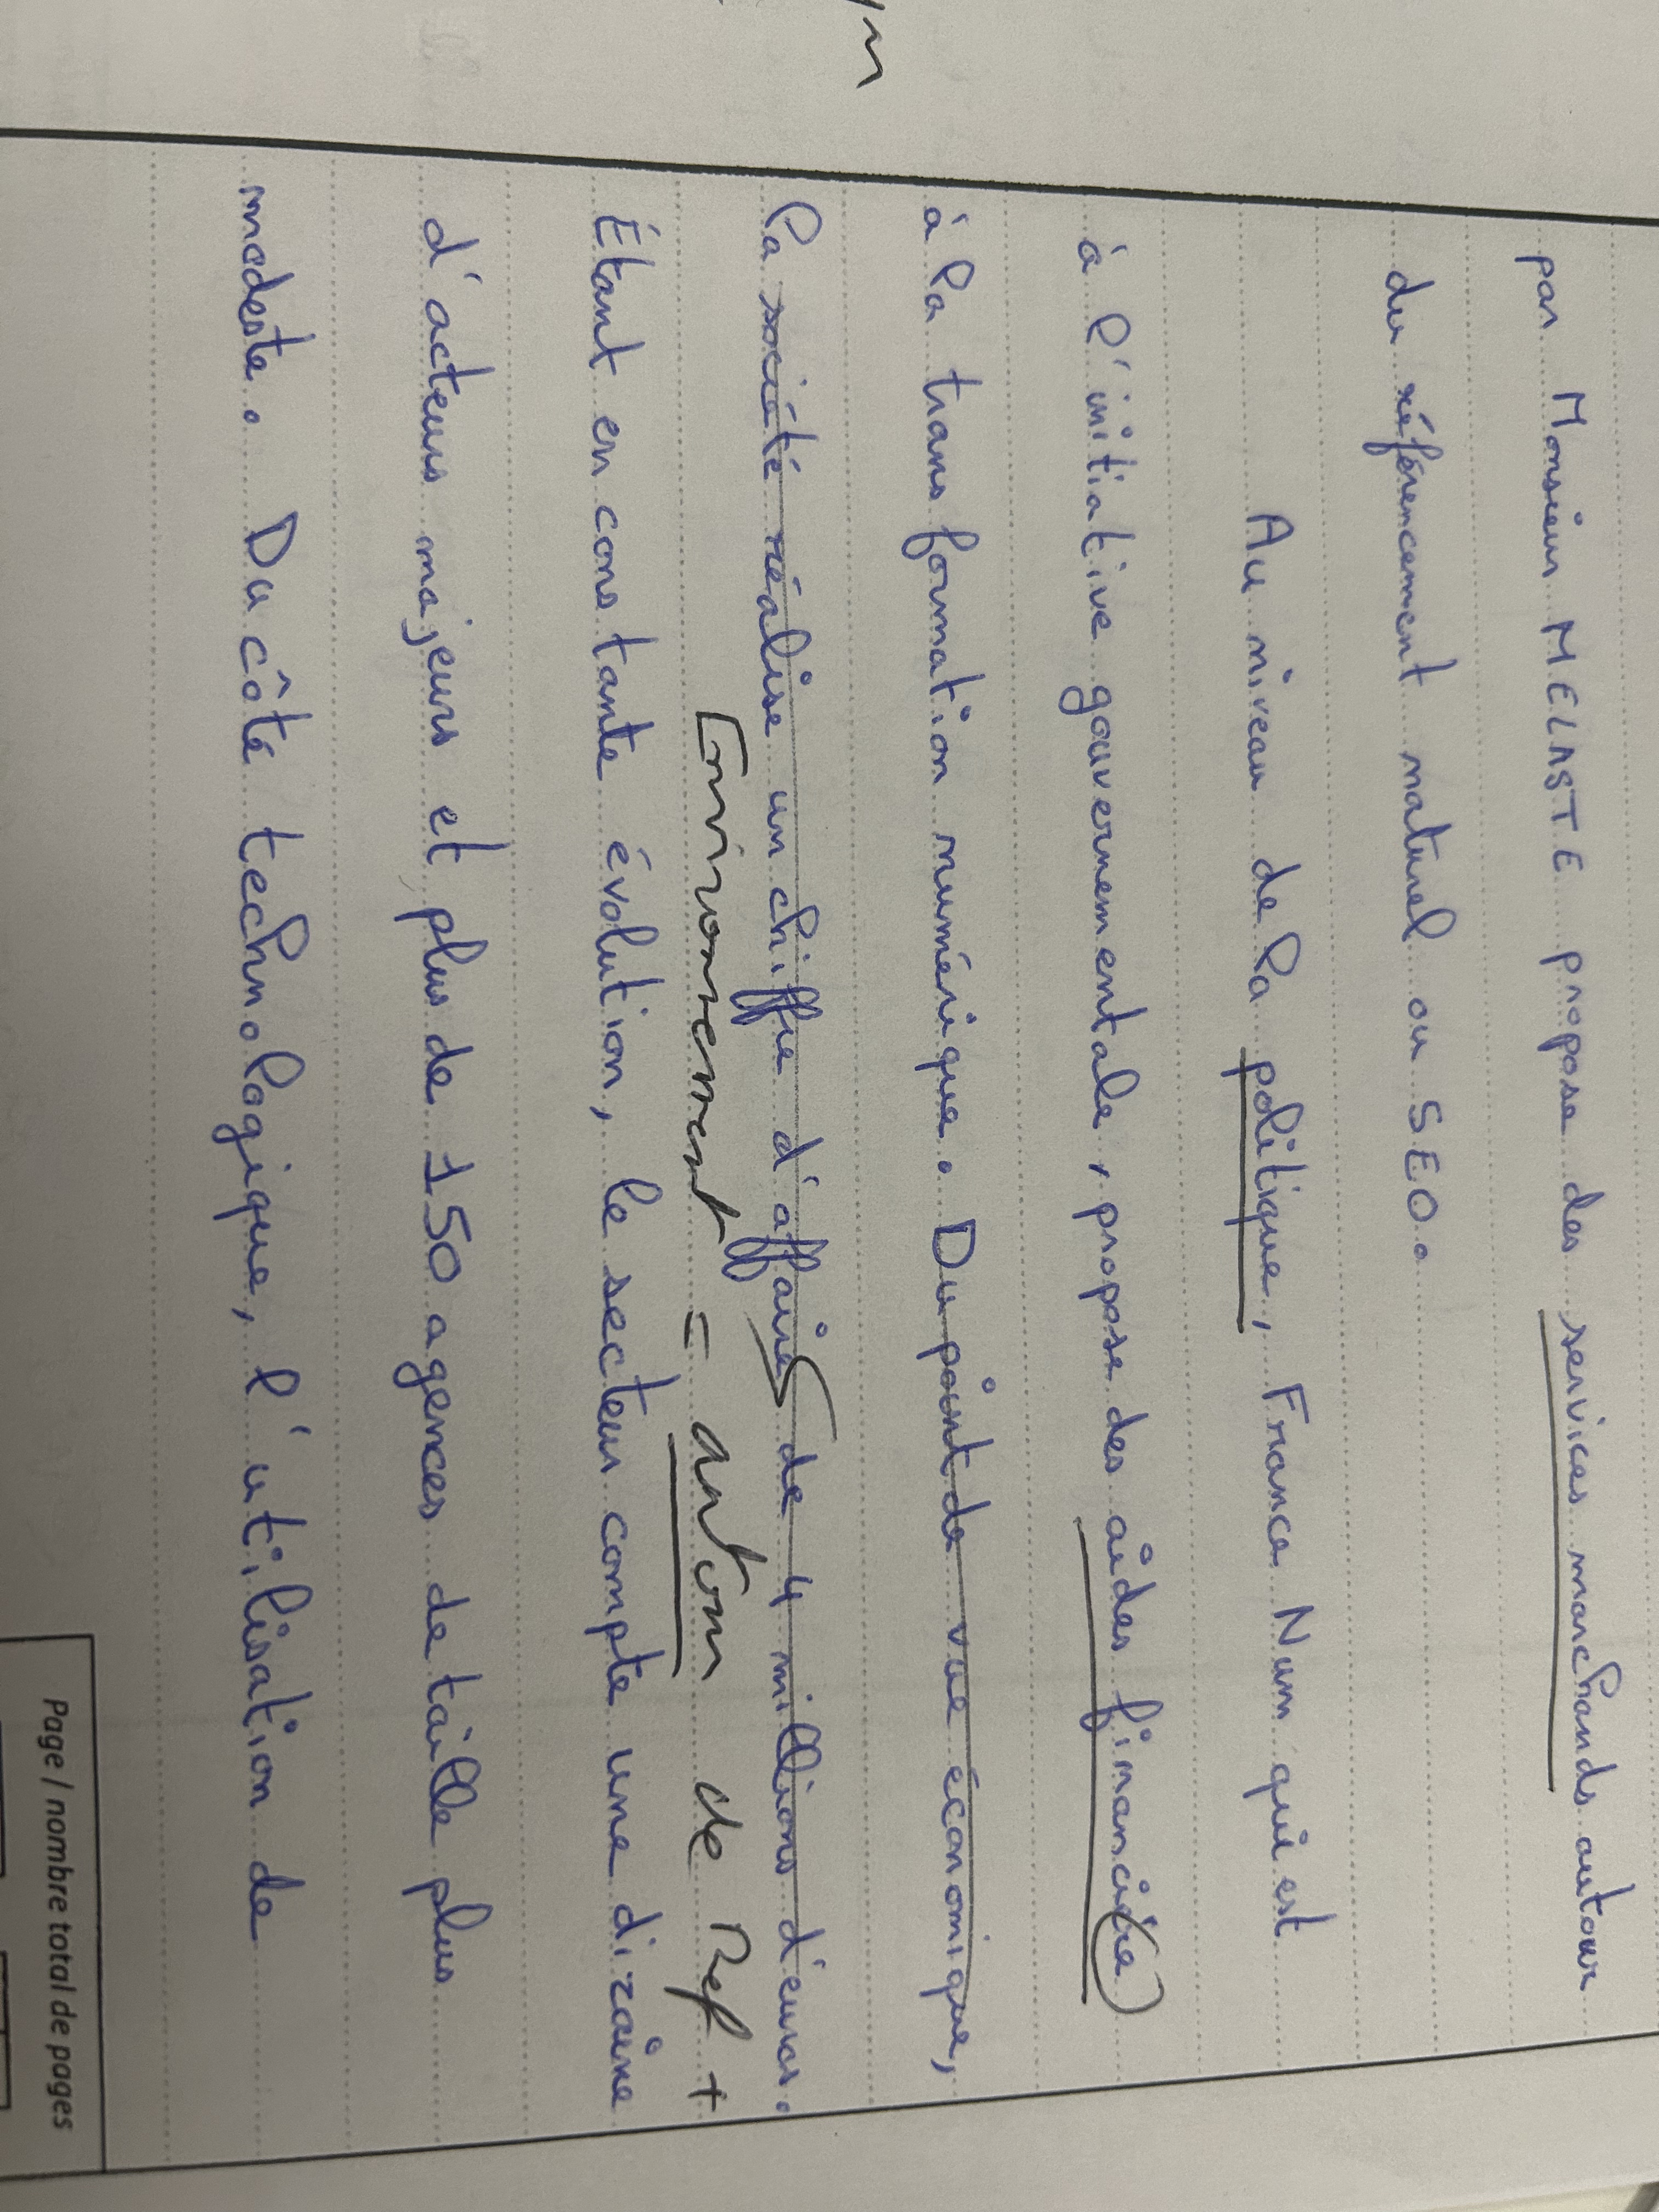 par Monsieur MELASTE propose des services marchands autour
du référencement naturel ou SEO.
Au niveau de la politique, France Num qui est
à l'initiative gouvernementale, propose des aides financière
à la transformation numérique. Du point de vue économique,
la société réalise un chiffre d'affaires de 4 millions d'euros.
Environnement = autour de Ref +
Étant en constante évolution, le secteur compte une dizaine
d'acteurs majeurs et plus de 150 agences de taille plus
modeste. Du côté technologique, l'utilisation de
Page / nombre total de pages